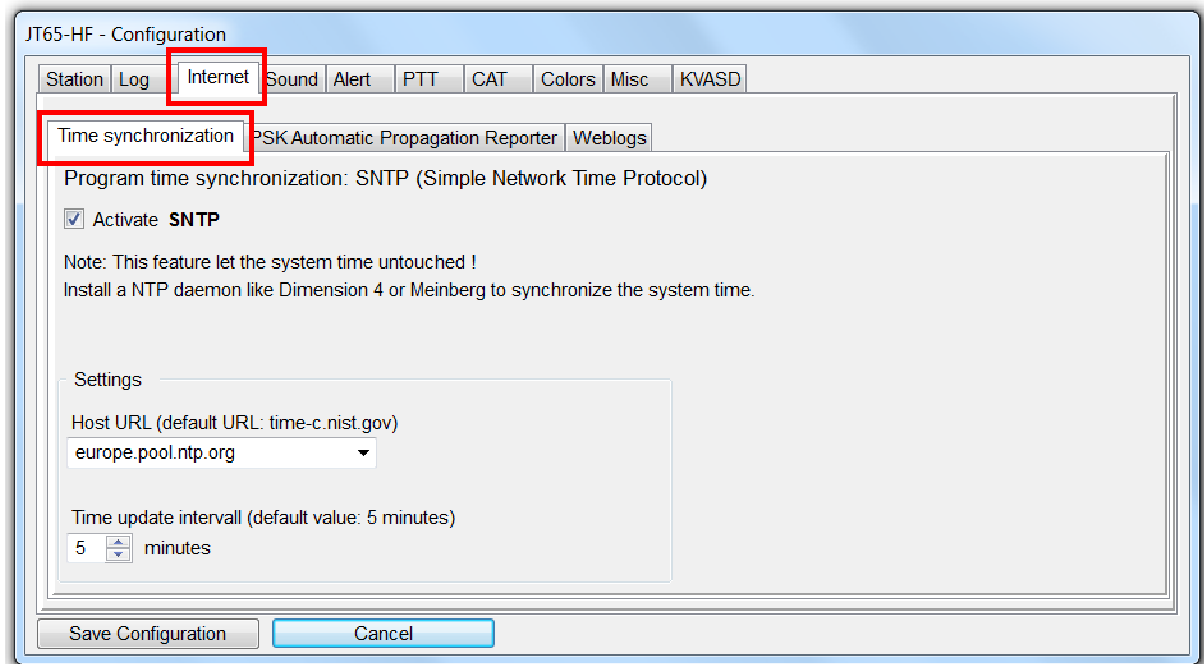 JT65-HF - Configuration
Station Log Internet Sound Alert PTT CAT Colors Misc KVASD
Time synchronization PSK Automatic Propagation Reporter Weblogs
Program time synchronization: SNTP (Simple Network Time Protocol)
Activate SNTP
Note: This feature let the system time untouched !
Install a NTP daemon like Dimension 4 or Meinberg to synchronize the system time.
Settings
Host URL (default URL: time-c.nist.gov)
europe.pool.ntp.org
Time update intervall (default value: 5 minutes)
5 minutes
Save Configuration Cancel